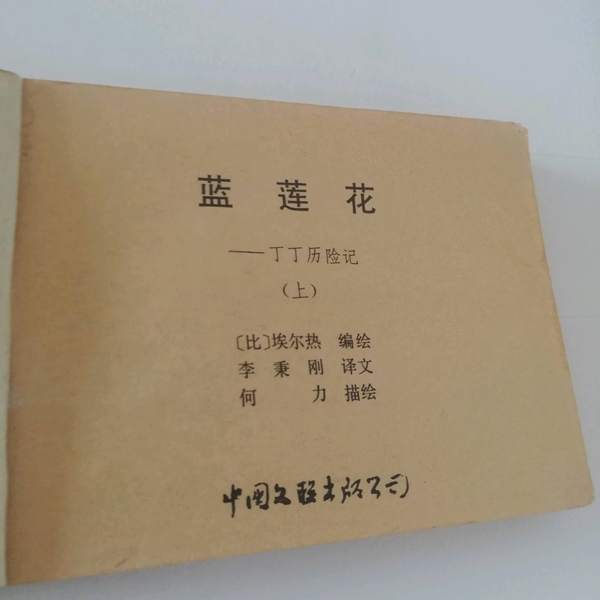 蓝莲花
——丁丁历险记
（上）
〔比〕埃尔热 编绘
李秉刚 译文
何力 描绘
中国文联出版公司